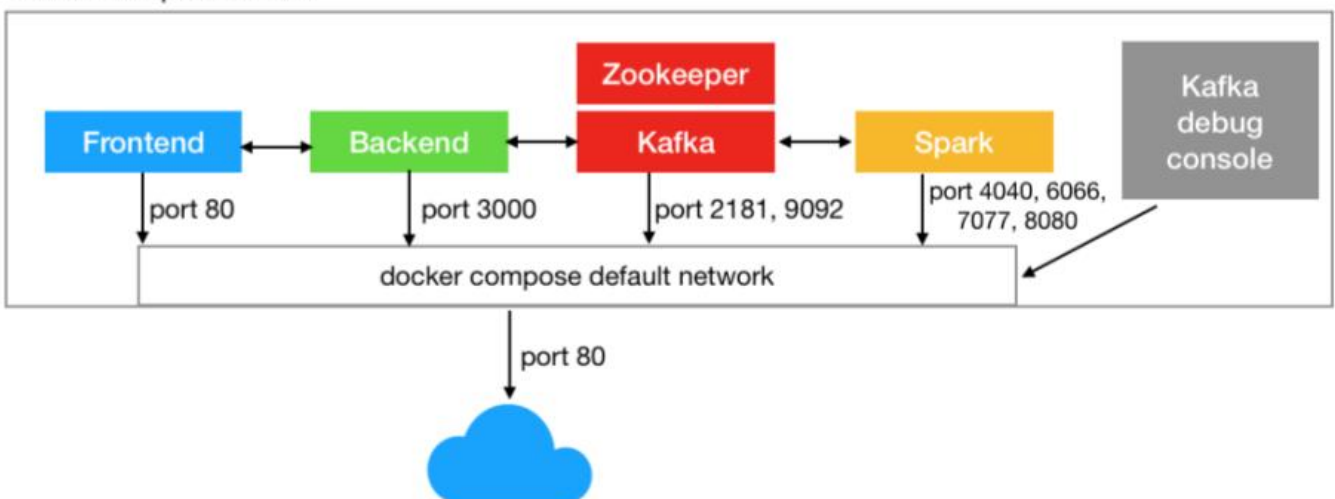 Zookeeper
Kafka
debug
console
Frontend
Backend
Kafka
Spark
port 80
port 3000
port 2181, 9092
port 4040, 6066,
7077, 8080
docker compose default network
port 80